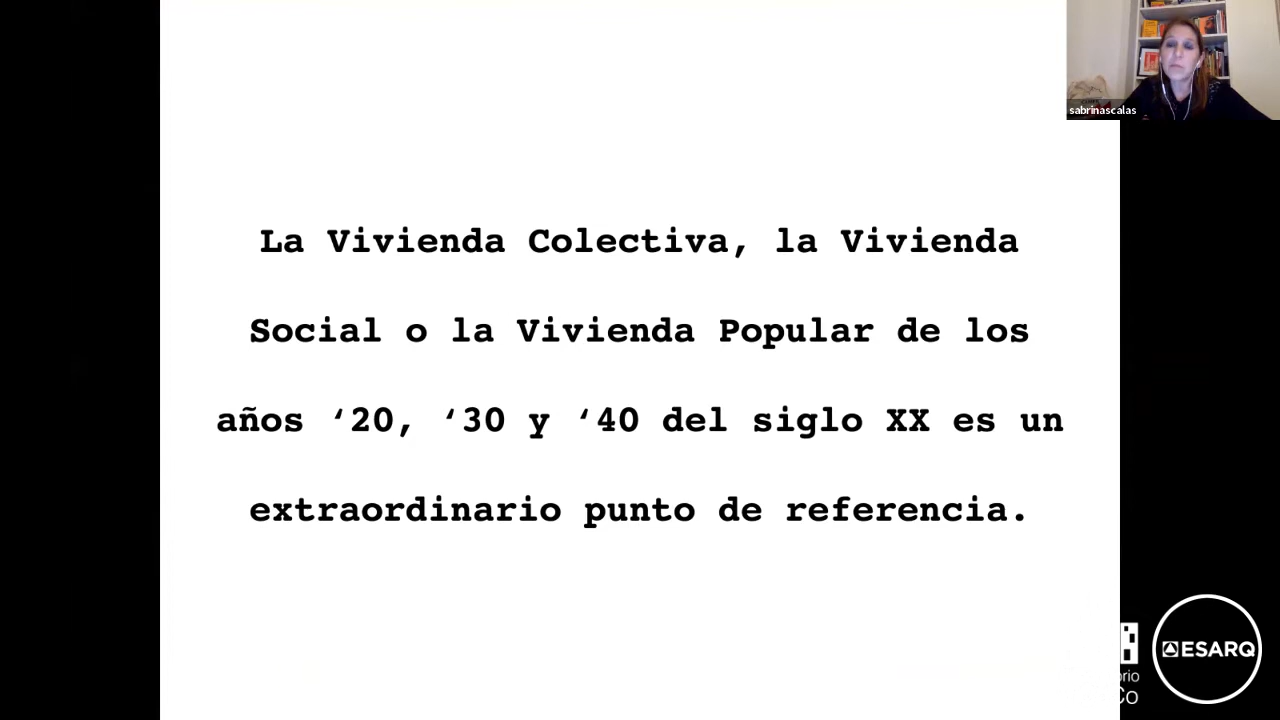 sabrinascalas
La Vivienda Colectiva, la Vivienda
Social o la Vivienda Popular de los
años ‘20, ‘30 y ‘40 del siglo XX es un
extraordinario punto de referencia.
ESARQ